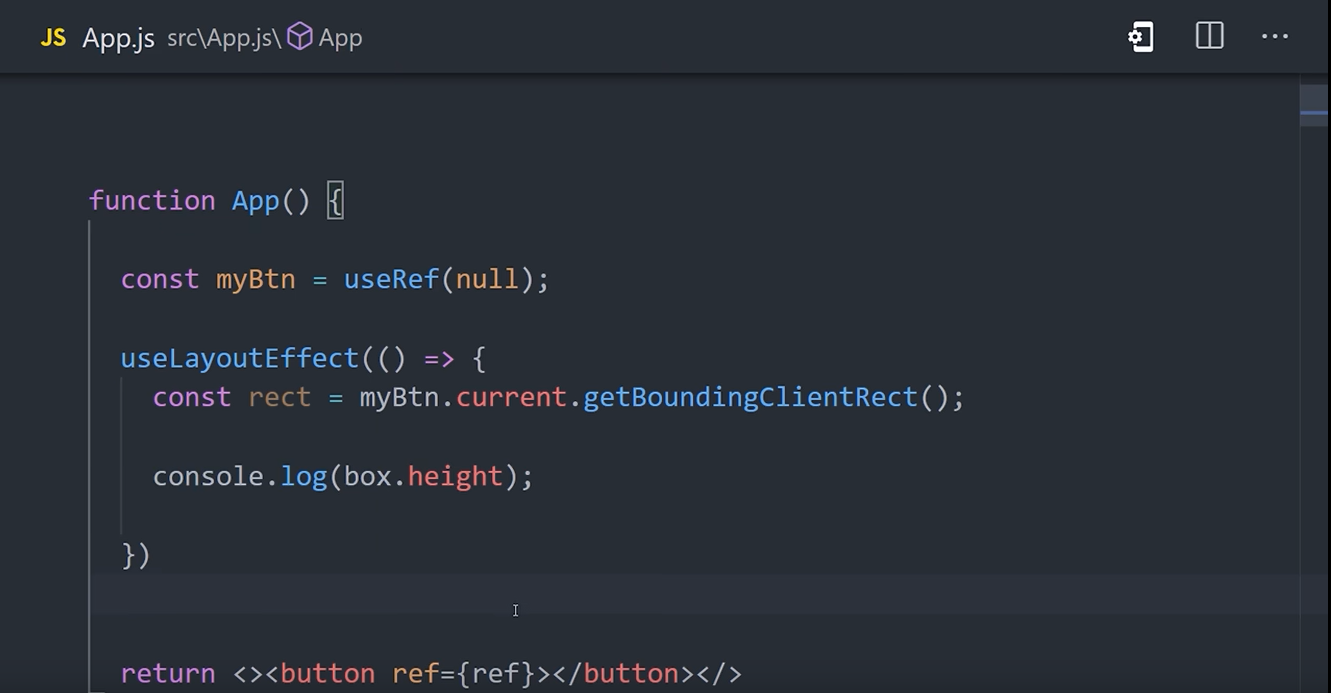 JS App.js src\App.js\ App
function App() {
const myBtn = useRef(null);
useLayoutEffect(() => {
const rect = myBtn.current.getBoundingClientRect();
console.log(box.height);
})
return <><button ref={ref}></button></>